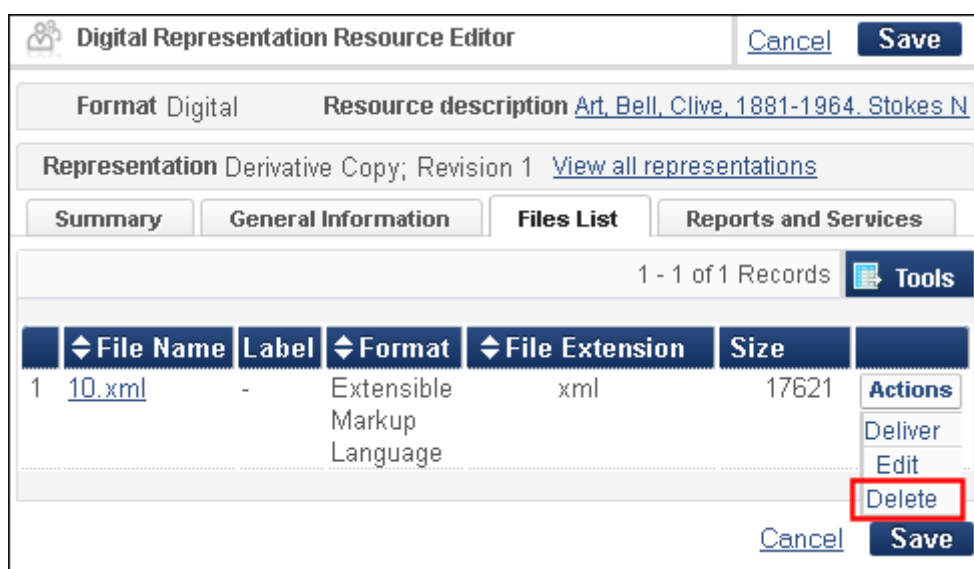 Digital Representation Resource Editor Cancel Save
Format Digital Resource description Art, Bell, Clive, 1881-1964. Stokes N
Representation Derivative Copy; Revision 1 View all representations
Summary General Information Files List Reports and Services
1 - 1 of 1 Records Tools
File Name Label Format File Extension Size
1 10.xml - Extensible xml 17621 Actions
Markup
Deliver
Language
Edit
Delete
Cancel Save